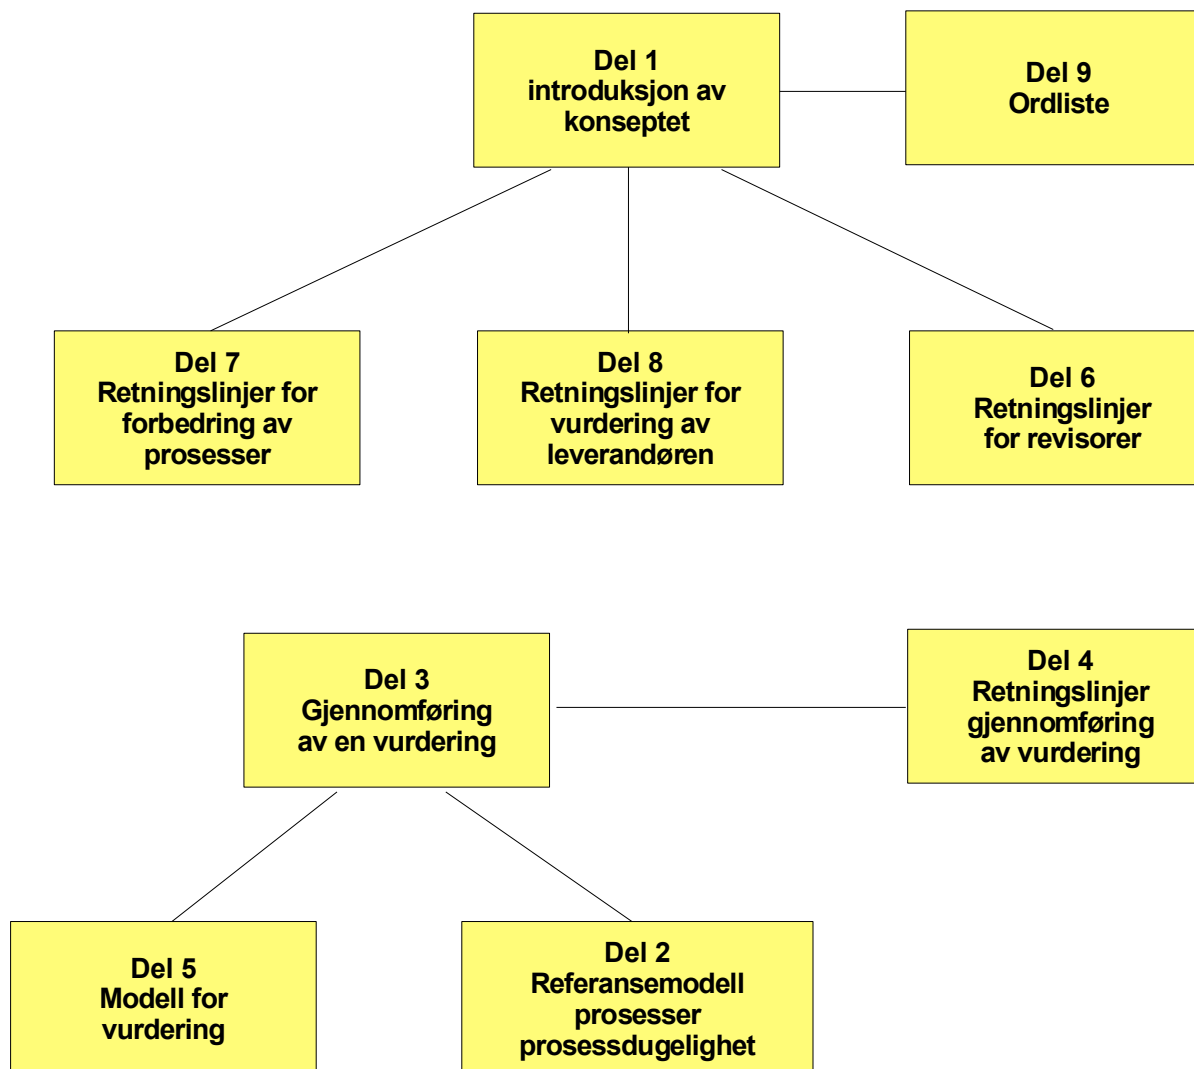 Del 1
introduksjon av
konseptet
Del 9
Ordliste
Del 7
Retningslinjer for
forbedring av
prosesser
Del 8
Retningslinjer for
vurdering av
leverandøren
Del 6
Retningslinjer
for revisorer
Del 3
Gjennomføring
av en vurdering
Del 4
Retningslinjer
gjennomføring
av vurdering
Del 5
Modell for
vurdering
Del 2
Referansemodell
prosesser
prosessdugelighet